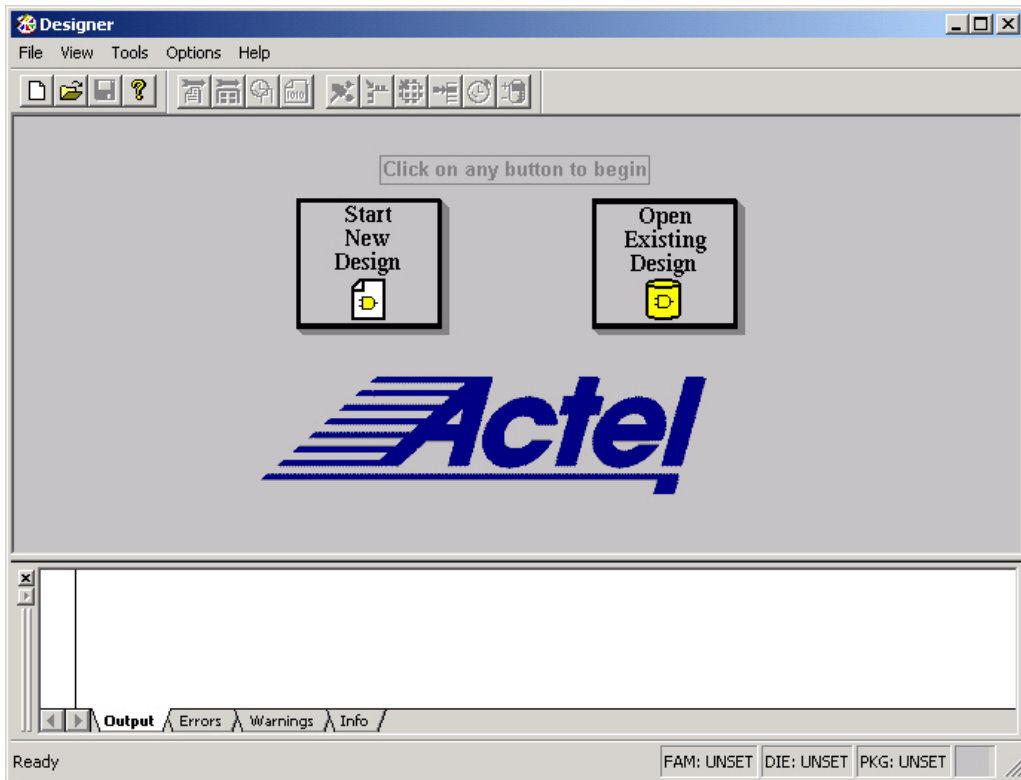 Designer
File View Tools Options Help
Click on any button to begin
Start
New
Design
Open
Existing
Design
Actel
Output Errors Warnings Info
Ready
FAM: UNSET DIE: UNSET PKG: UNSET